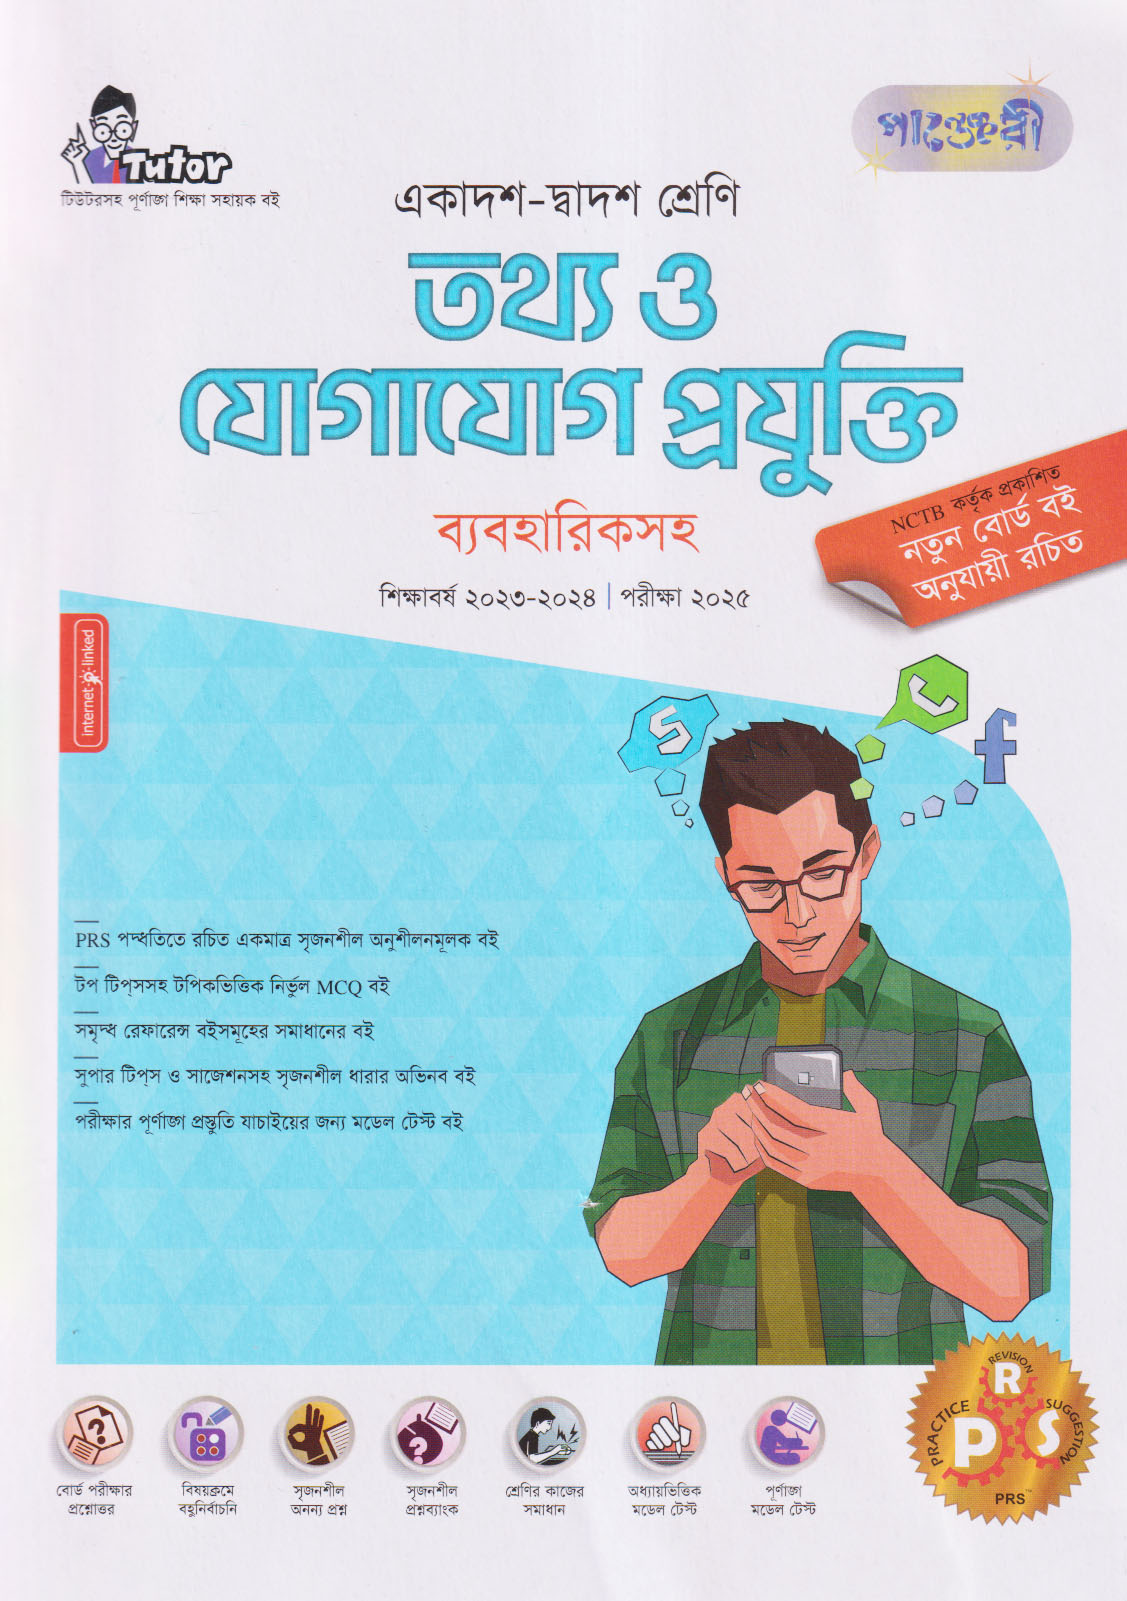 Tutor
টিউটরসহ পূর্ণাঙ্গ শিক্ষা সহায়ক বই
পাঞ্জেরী
একাদশ-দ্বাদশ শ্রেণি
তথ্য ও
যোগাযোগ প্রযুক্তি
ব্যবহারিকসহ
NCTB কর্তৃক প্রকাশিত
নতুন বোর্ড বই
অনুযায়ী রচিত
শিক্ষাবর্ষ ২০২৩-২০২৪ | পরীক্ষা ২০২৫
internet-linked
PRS পদ্ধতিতে রচিত একমাত্র সৃজনশীল অনুশীলনমূলক বই
টপ টিপ্‌সসহ টপিকভিত্তিক নির্ভুল MCQ বই
সমৃদ্ধ রেফারেন্স বইসমূহের সমাধানের বই
সুপার টিপ্‌স ও সাজেশনসহ সৃজনশীল ধারার অভিনব বই
পরীক্ষার পূর্ণাঙ্গ প্রস্তুতি যাচাইয়ের জন্য মডেল টেস্ট বই
বোর্ড পরীক্ষার
প্রশ্নোত্তর
বিষয়ক্রমে
বহুনির্বাচনি
সৃজনশীল
অনন্য প্রশ্ন
সৃজনশীল
প্রশ্নব্যাংক
শ্রেণির কাজের
সমাধান
অধ্যায়ভিত্তিক
মডেল টেস্ট
পূর্ণাঙ্গ
মডেল টেস্ট
PRACTICE
REVISION
SUGGESTION
P R S
PRS™